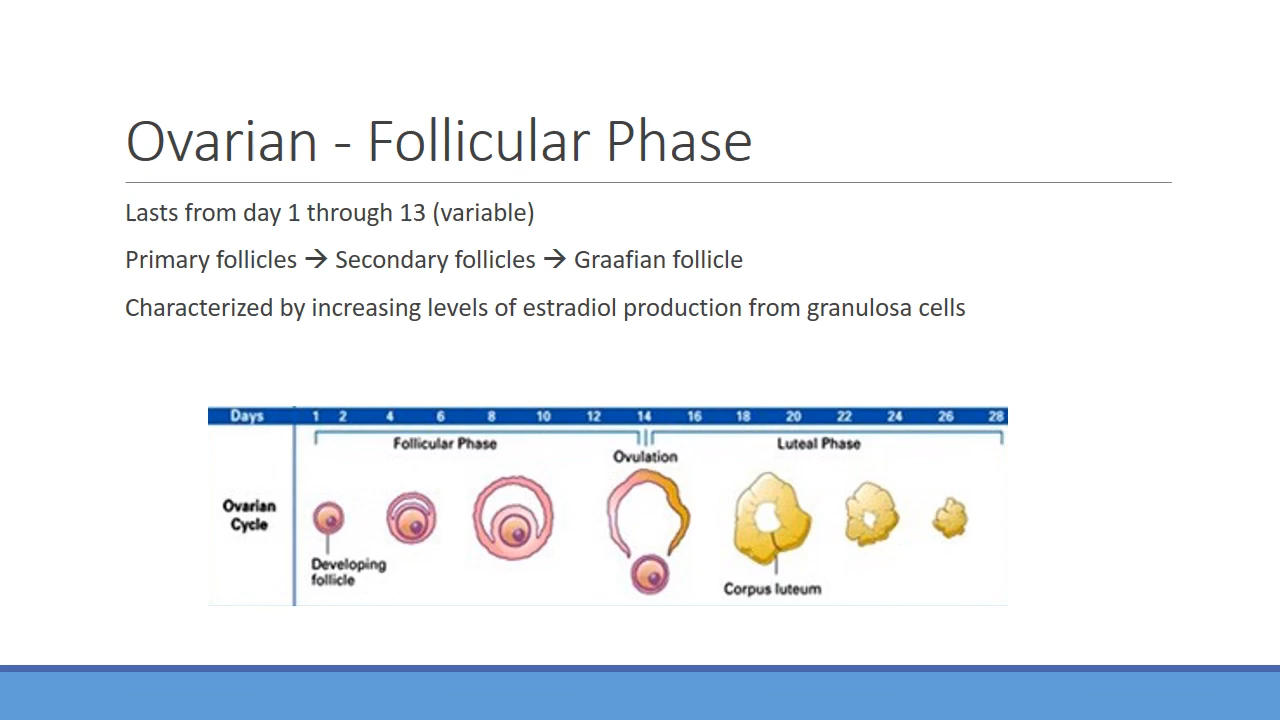 Ovarian - Follicular Phase
Lasts from day 1 through 13 (variable)
Primary follicles → Secondary follicles → Graafian follicle
Characterized by increasing levels of estradiol production from granulosa cells
Days 1 2 4 6 8 10 12 14 16 18 20 22 24 26 28
Follicular Phase Luteal Phase
Ovulation
Ovarian
Cycle
Developing
follicle
Corpus luteum